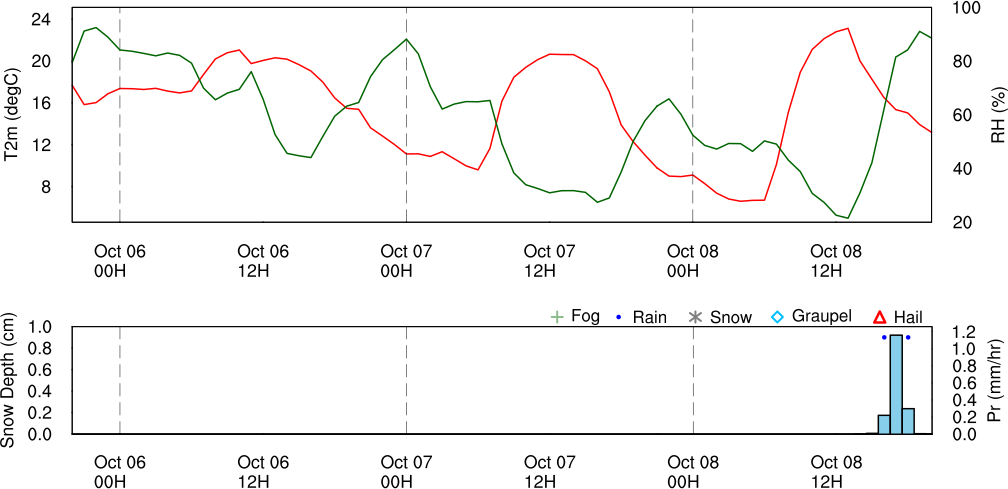 T2m (degC)
24
20
16
12
8
100
80
60
40
20
RH (%)
Oct 06
00H
Oct 06
12H
Oct 07
00H
Oct 07
12H
Oct 08
00H
Oct 08
12H
Fog Rain Snow Graupel Hail
Snow Depth (cm)
1.0
0.8
0.6
0.4
0.2
0.0
1.2
1.0
0.8
0.6
0.4
0.2
0.0
Pr (mm/hr)
Oct 06
00H
Oct 06
12H
Oct 07
00H
Oct 07
12H
Oct 08
00H
Oct 08
12H